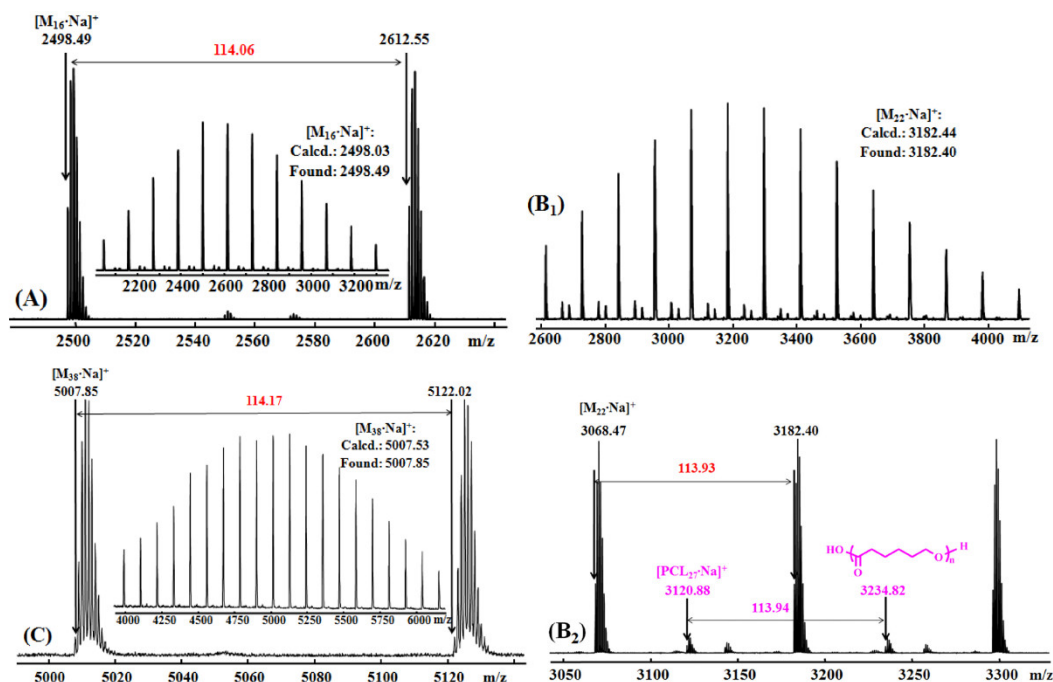 [M₁₆·Na]⁺
2498.49
2612.55
114.06
[M₁₆·Na]⁺:
Calcd.: 2498.03
Found: 2498.49
2200 2400 2600 2800 3000 3200 m/z
(A)
2500 2520 2540 2560 2580 2600 2620 m/z
[M₂₂·Na]⁺:
Calcd.: 3182.44
Found: 3182.40
(B₁)
2600 2800 3000 3200 3400 3600 3800 4000 m/z
[M₃₈·Na]⁺
5007.85
5122.02
114.17
[M₃₈·Na]⁺:
Calcd.: 5007.53
Found: 5007.85
4000 4250 4500 4750 5000 5250 5500 5750 6000 m/z
(C)
5000 5020 5040 5060 5080 5100 5120 m/z
[M₂₂·Na]⁺
3068.47
3182.40
113.93
HO ( O O )n H
[PCL₂₇·Na]⁺
3120.88
3234.82
113.94
(B₂)
3050 3100 3150 3200 3250 3300 m/z